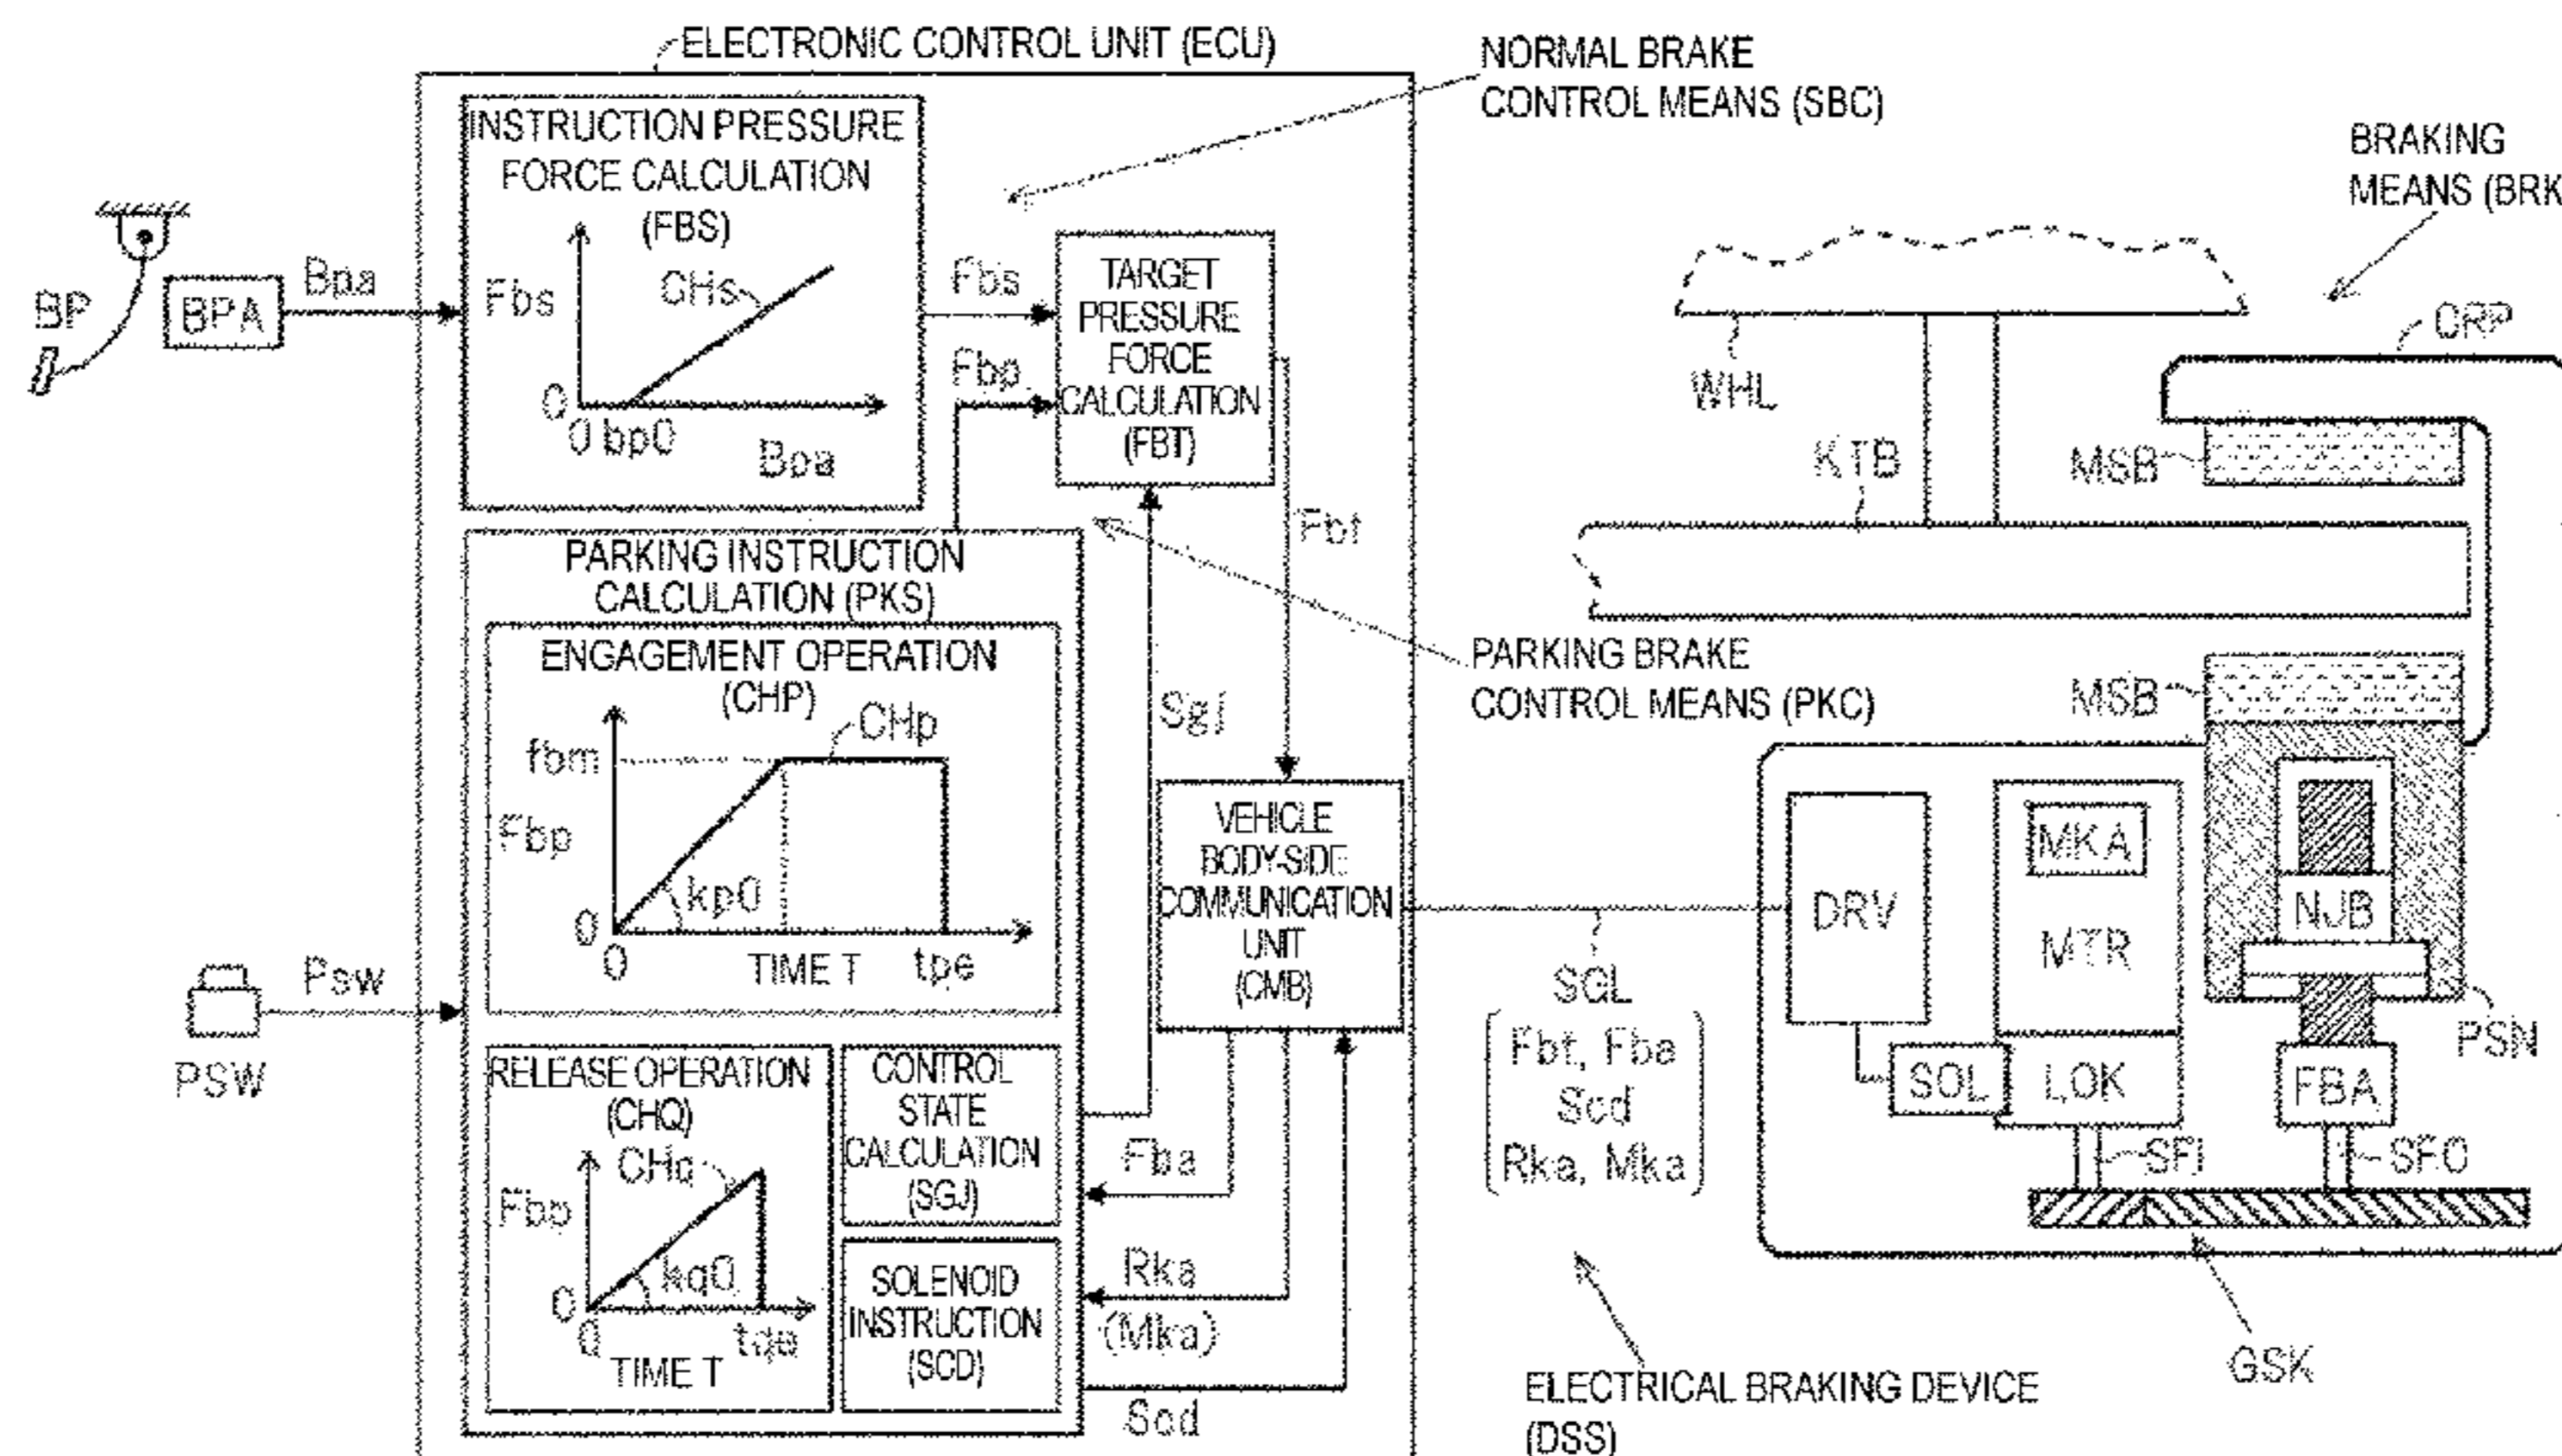 ELECTRONIC CONTROL UNIT (ECU)
NORMAL BRAKE
CONTROL MEANS (SBC)
BRAKING
MEANS (BRK
INSTRUCTION PRESSURE
FORCE CALCULATION
(FBS)
Fbs
CHs
0
0 bp0
Bpa
BP
BPA
Bpa
Fbs
Fbp
TARGET
PRESSURE
FORCE
CALCULATION
(FBT)
Fbt
WHL
CRP
KTB
MSB
MSB
PARKING INSTRUCTION
CALCULATION (PKS)
ENGAGEMENT OPERATION
(CHP)
CHp
fbm
Fbp
kp0
0
0
TIME T
tpe
Sgj
PARKING BRAKE
CONTROL MEANS (PKC)
VEHICLE
BODY-SIDE
COMMUNICATION
UNIT
(CMB)
Psw
PSW
RELEASE OPERATION
(CHQ)
CHq
Fbp
kq0
0
0
tqe
TIME T
CONTROL
STATE
CALCULATION
(SGJ)
SOLENOID
INSTRUCTION
(SCD)
Fba
Rka
(Mka)
Scd
SGL
Fbt, Fba
Scd
Rka, Mka
DRV
MKA
MTR
NJB
PSN
SOL
LOK
FBA
SFI
SFO
GSK
ELECTRICAL BRAKING DEVICE
(DSS)